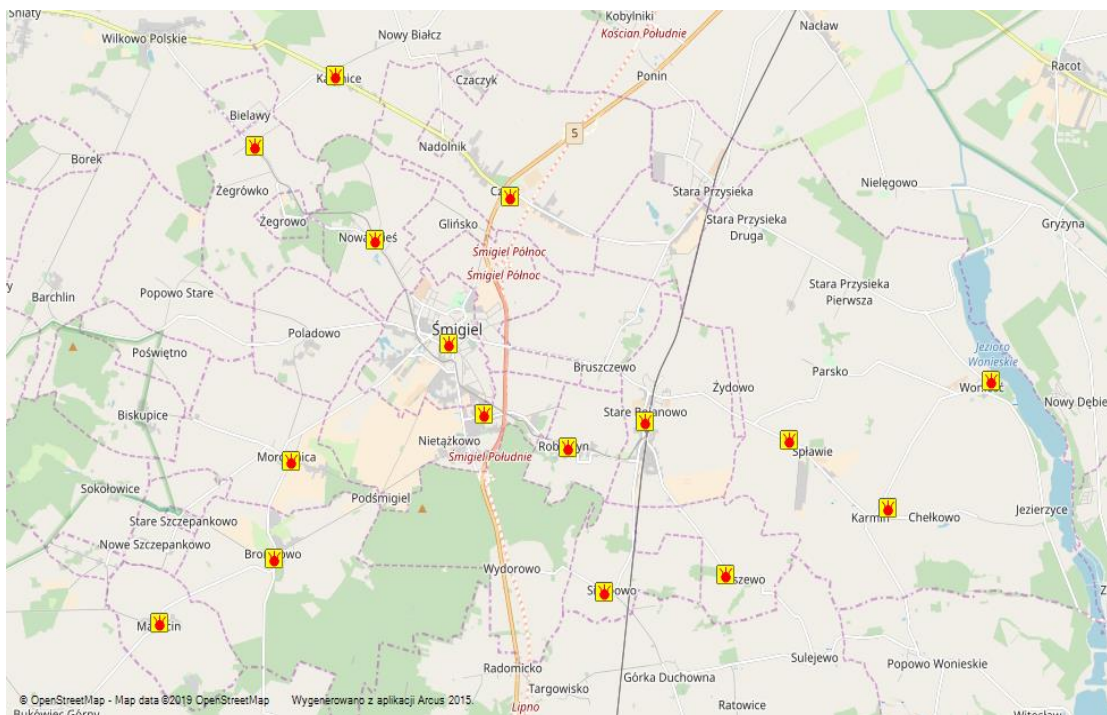 Śniaty
Kobylniki
Wilkowo Polskie
Nowy Białcz
Kościan Południe
Nacław
Racot
Czaczyk
Ponin
Bielawy
5
Nadolnik
Borek
Żegrówko
Stara Przysieka
Nielęgowo
Żegrowo
Glińsko
Stara Przysieka
Druga
Gryżyna
Śmigiel Północ
Śmigiel Północ
Barchlin
Popowo Stare
Stara Przysieka
Pierwsza
Poladowo
Śmigiel
Poświętno
Jezioro
Wonieskie
Bruszczewo
Parsko
Żydowo
Biskupice
Nietążkowo
Śmigiel Południe
Spławie
Sokołowice
Podśmigiel
Stare Szczepankowo
Karmin
Chełkowo
Jezierzyce
Nowe Szczepankowo
Wydorowo
Radomicko
Sulejewo
Górka Duchowna
Popowo Wonieskie
Targowisko
© OpenStreetMap - Map data ©2019 OpenStreetMap
Wygenerowano z aplikacji Arcus 2015.
Lipno
Ratowice